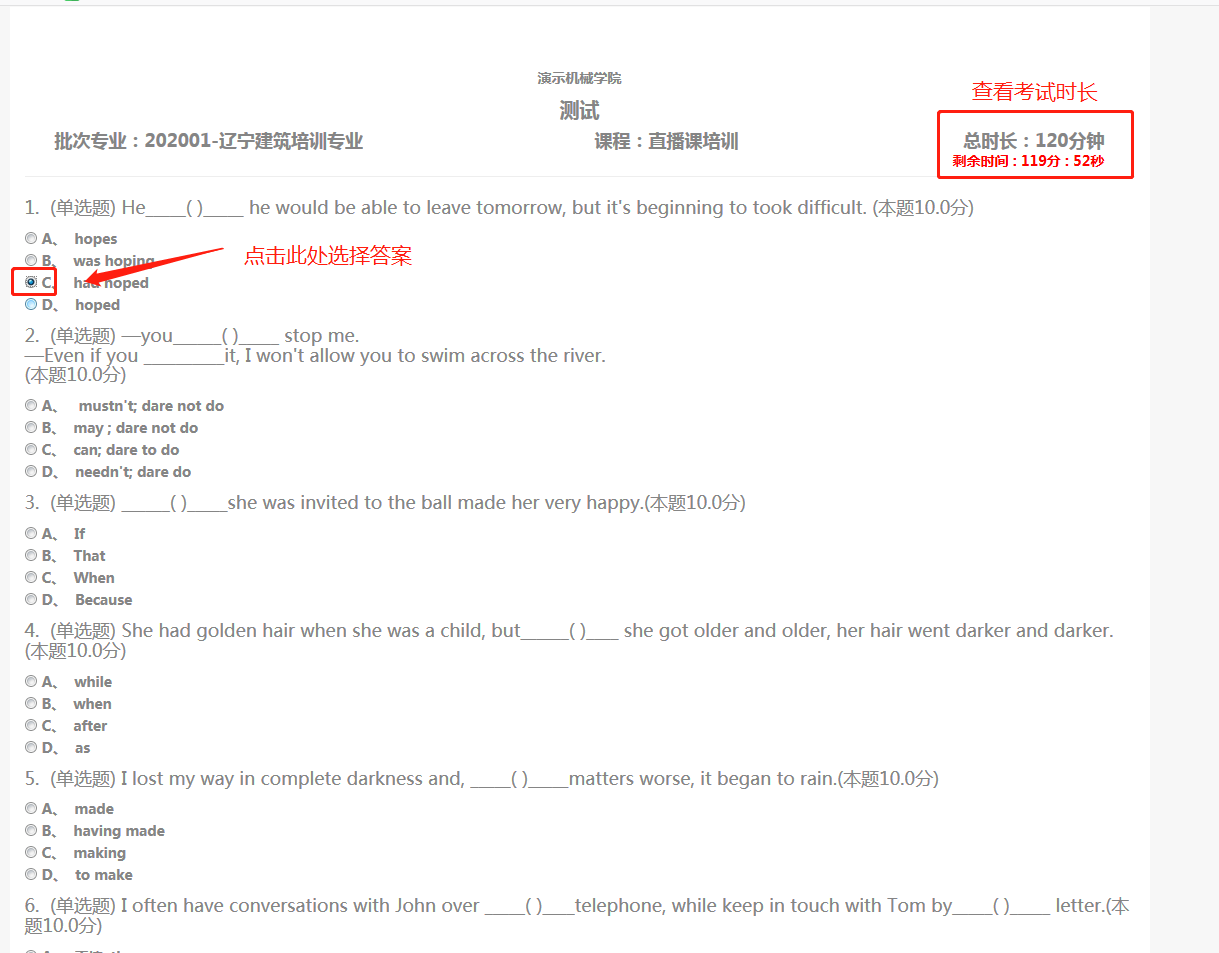 演示机械学院
查看考试时长
测试
批次专业：202001-辽宁建筑培训专业
课程：直播课培训
总时长：120分钟
剩余时间：119分：52秒
1. (单选题) He____( )____ he would be able to leave tomorrow, but it's beginning to took difficult. (本题10.0分)
A、 hopes
B、 was hoping
点击此处选择答案
C、 had hoped
D、 hoped
2. (单选题) —you_____( )____ stop me.
—Even if you ________it, I won't allow you to swim across the river.
(本题10.0分)
A、 mustn't; dare not do
B、 may ; dare not do
C、 can; dare to do
D、 needn't; dare do
3. (单选题) _____( )____she was invited to the ball made her very happy.(本题10.0分)
A、 If
B、 That
C、 When
D、 Because
4. (单选题) She had golden hair when she was a child, but_____( )___ she got older and older, her hair went darker and darker.
(本题10.0分)
A、 while
B、 when
C、 after
D、 as
5. (单选题) I lost my way in complete darkness and, ____( )____matters worse, it began to rain.(本题10.0分)
A、 made
B、 having made
C、 making
D、 to make
6. (单选题) I often have conversations with John over ____( )___telephone, while keep in touch with Tom by____( )____ letter.(本
题10.0分)